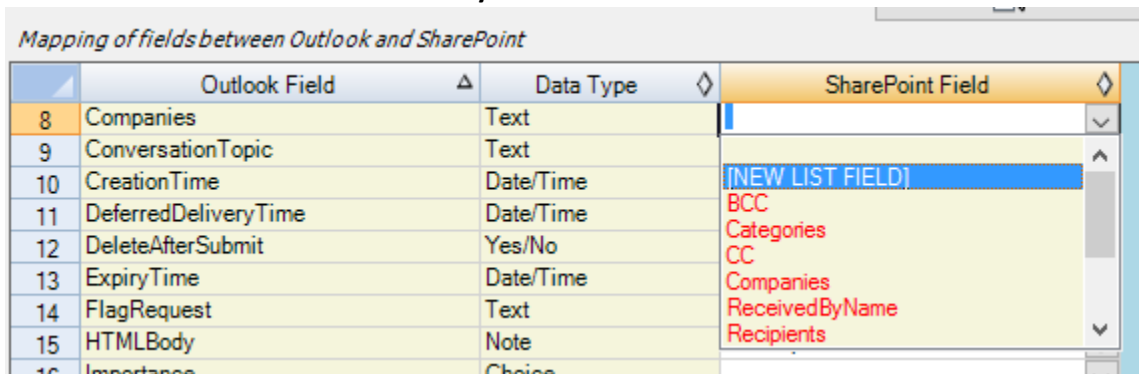 Mapping of fields between Outlook and SharePoint
Outlook Field Data Type SharePoint Field
8 Companies Text
9 ConversationTopic Text
10 CreationTime Date/Time [NEW LIST FIELD]
11 DeferredDeliveryTime Date/Time BCC
12 DeleteAfterSubmit Yes/No Categories
CC
13 ExpiryTime Date/Time Companies
14 FlagRequest Text ReceivedByName
15 HTMLBody Note Recipients
16 Importance Choice